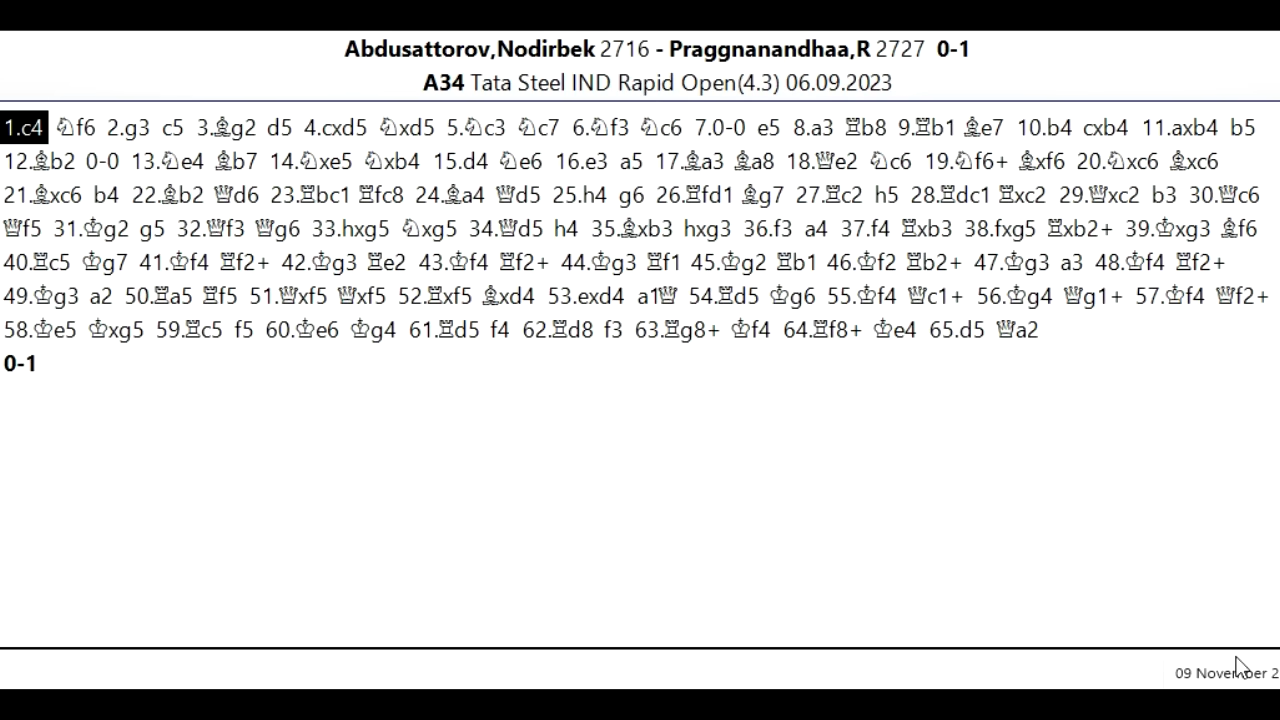 Abdusattorov,Nodirbek 2716 - Praggnanandhaa,R 2727 0-1
A34 Tata Steel IND Rapid Open(4.3) 06.09.2023
1.c4 ♘f6 2.g3 c5 3.♗g2 d5 4.cxd5 ♘xd5 5.♘c3 ♘c7 6.♘f3 ♘c6 7.0-0 e5 8.a3 ♖b8 9.♖b1 ♗e7 10.b4 cxb4 11.axb4 b5
12.♗b2 0-0 13.♘e4 ♗b7 14.♘xe5 ♘xb4 15.d4 ♘e6 16.e3 a5 17.♗a3 ♗a8 18.♕e2 ♘c6 19.♘f6+ ♗xf6 20.♘xc6 ♗xc6
21.♗xc6 b4 22.♗b2 ♕d6 23.♖bc1 ♖fc8 24.♗a4 ♕d5 25.h4 g6 26.♖fd1 ♗g7 27.♖c2 h5 28.♖dc1 ♖xc2 29.♕xc2 b3 30.♕c6
♕f5 31.♔g2 g5 32.♕f3 ♕g6 33.hxg5 ♘xg5 34.♕d5 h4 35.♗xb3 hxg3 36.f3 a4 37.f4 ♖xb3 38.fxg5 ♖xb2+ 39.♔xg3 ♗f6
40.♖c5 ♔g7 41.♔f4 ♖f2+ 42.♔g3 ♖e2 43.♔f4 ♖f2+ 44.♔g3 ♖f1 45.♔g2 ♖b1 46.♔f2 ♖b2+ 47.♔g3 a3 48.♔f4 ♖f2+
49.♔g3 a2 50.♖a5 ♖f5 51.♕xf5 ♕xf5 52.♖xf5 ♗xd4 53.exd4 a1♕ 54.♖d5 ♔g6 55.♔f4 ♕c1+ 56.♔g4 ♕g1+ 57.♔f4 ♕f2+
58.♔e5 ♔xg5 59.♖c5 f5 60.♔e6 ♔g4 61.♖d5 f4 62.♖d8 f3 63.♖g8+ ♔f4 64.♖f8+ ♔e4 65.d5 ♕a2
0-1
09 November 2